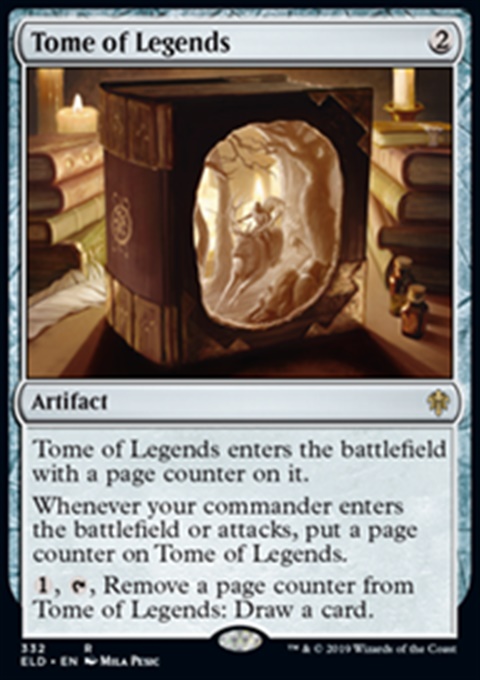 Tome of Legends 2
Artifact
Tome of Legends enters the battlefield
with a page counter on it.
Whenever your commander enters
the battlefield or attacks, put a page
counter on Tome of Legends.
1, , Remove a page counter from
Tome of Legends: Draw a card.
332 R
ELD • EN Mila Pesic
™ & © 2019 Wizards of the Coast